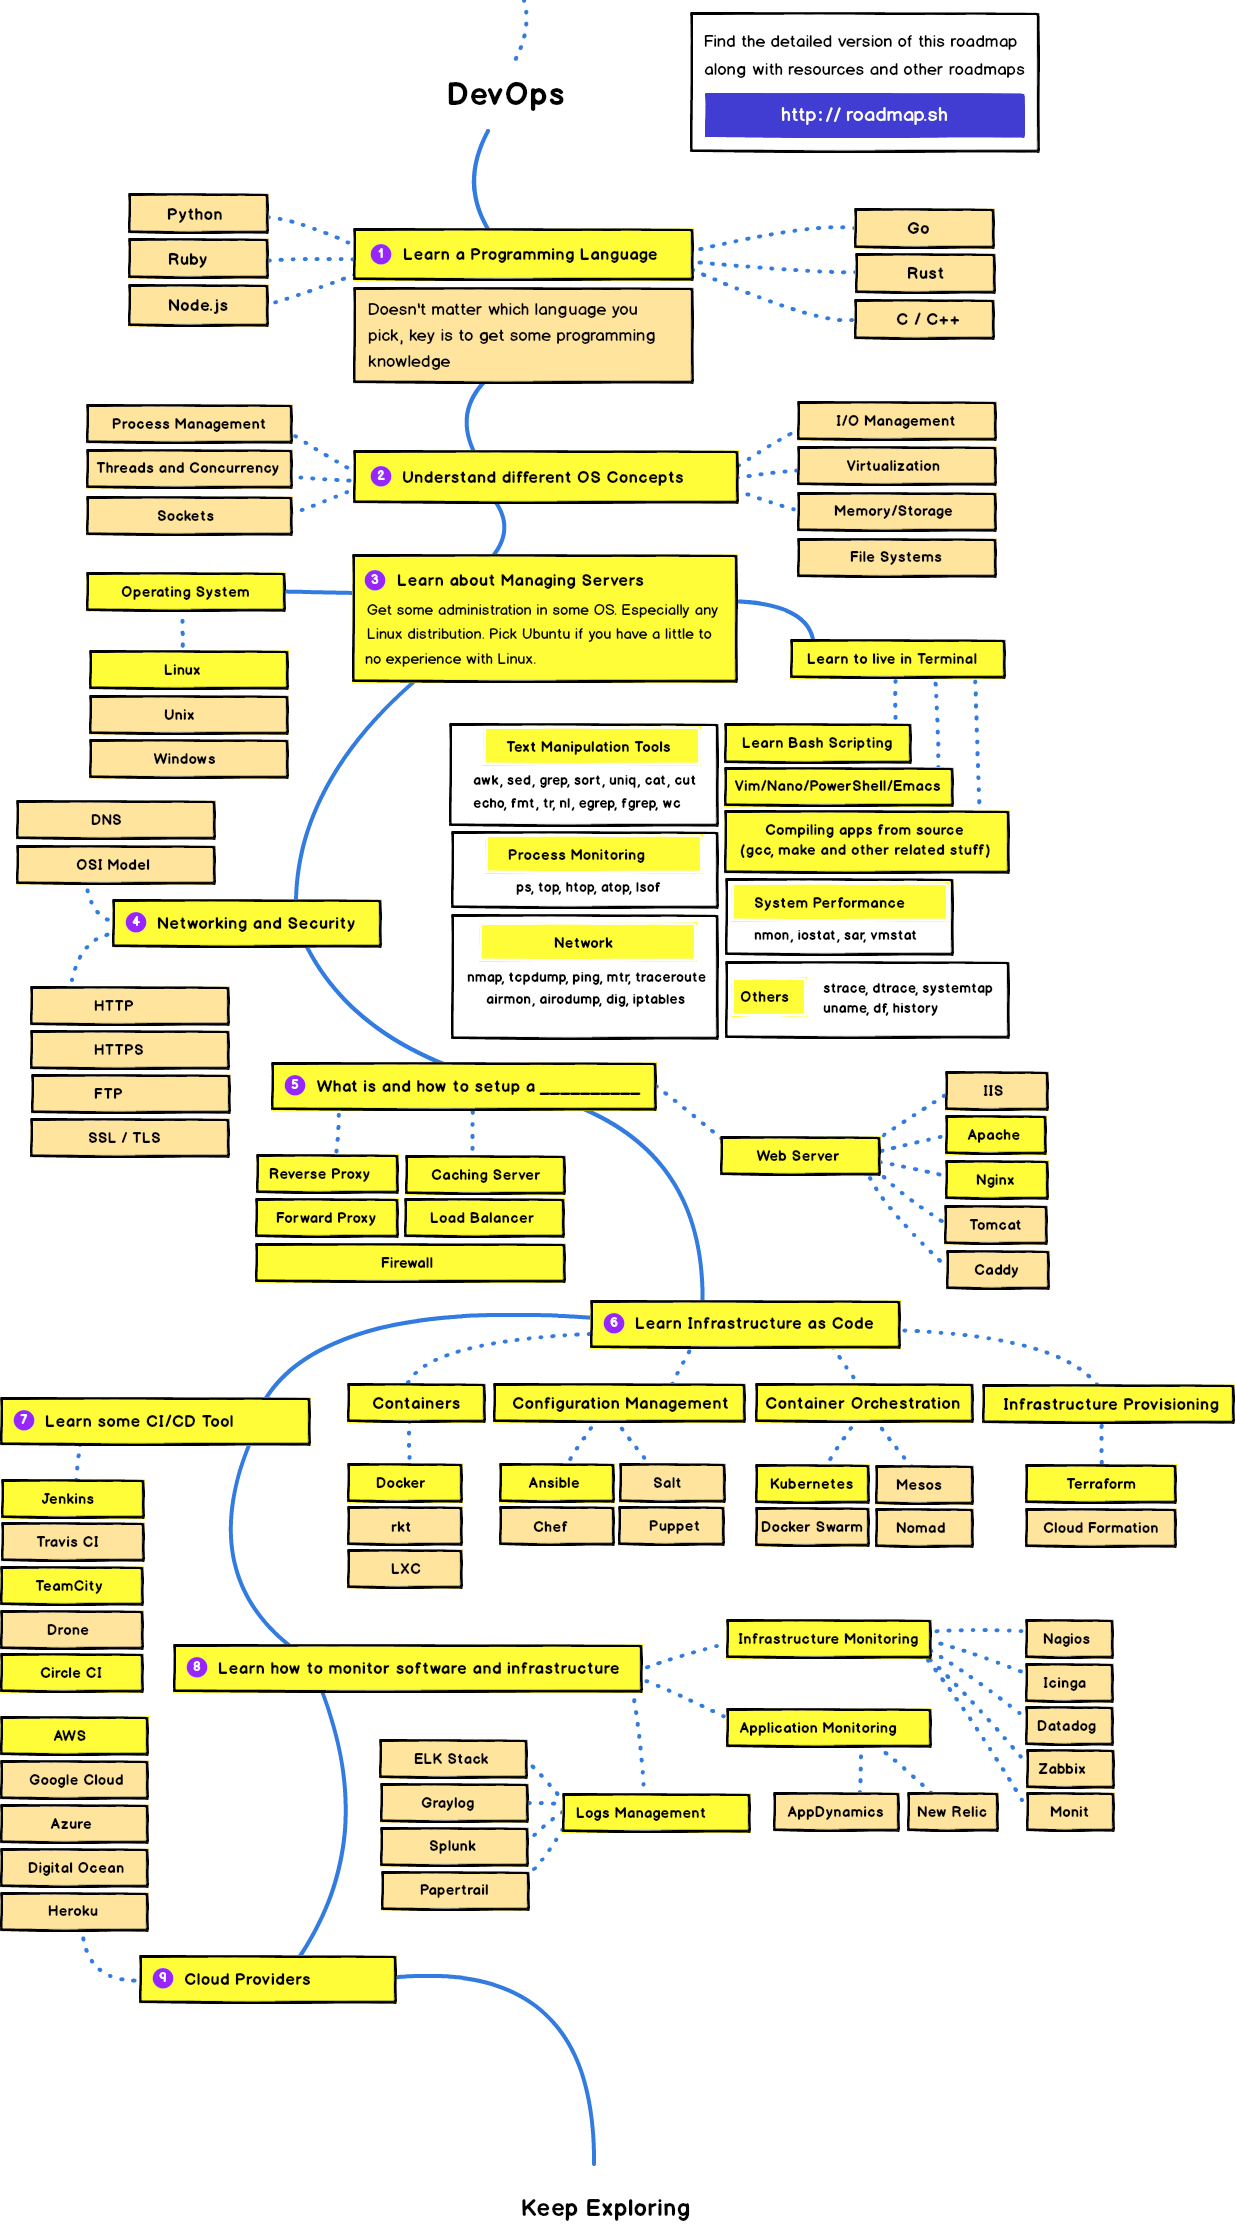 DevOps
Find the detailed version of this roadmap
along with resources and other roadmaps
http://roadmap.sh
1 Learn a Programming Language
Doesn't matter which language you
pick, key is to get some programming
knowledge
Python
Ruby
Node.js
Go
Rust
C / C++
2 Understand different OS Concepts
Process Management
Threads and Concurrency
Sockets
I/O Management
Virtualization
Memory/Storage
File Systems
3 Learn about Managing Servers
Get some administration in some OS. Especially any
Linux distribution. Pick Ubuntu if you have a little to
no experience with Linux.
Operating System
Linux
Unix
Windows
Learn to live in Terminal
Learn Bash Scripting
Vim/Nano/PowerShell/Emacs
Compiling apps from source
(gcc, make and other related stuff)
Text Manipulation Tools
awk, sed, grep, sort, uniq, cat, cut
echo, fmt, tr, nl, egrep, fgrep, wc
Process Monitoring
ps, top, htop, atop, lsof
System Performance
nmon, iostat, sar, vmstat
Network
nmap, tcpdump, ping, mtr, traceroute
airmon, airodump, dig, iptables
Others
strace, dtrace, systemtap
uname, df, history
DNS
OSI Model
4 Networking and Security
HTTP
HTTPS
FTP
SSL / TLS
5 What is and how to setup a __________
Reverse Proxy
Caching Server
Forward Proxy
Load Balancer
Firewall
Web Server
IIS
Apache
Nginx
Tomcat
Caddy
6 Learn Infrastructure as Code
Containers
Docker
rkt
LXC
Configuration Management
Ansible
Salt
Chef
Puppet
Container Orchestration
Kubernetes
Mesos
Docker Swarm
Nomad
Infrastructure Provisioning
Terraform
Cloud Formation
7 Learn some CI/CD Tool
Jenkins
Travis CI
TeamCity
Drone
Circle CI
8 Learn how to monitor software and infrastructure
Infrastructure Monitoring
Nagios
Icinga
Datadog
Zabbix
Monit
Application Monitoring
AppDynamics
New Relic
Logs Management
ELK Stack
Graylog
Splunk
Papertrail
AWS
Google Cloud
Azure
Digital Ocean
Heroku
9 Cloud Providers
Keep Exploring